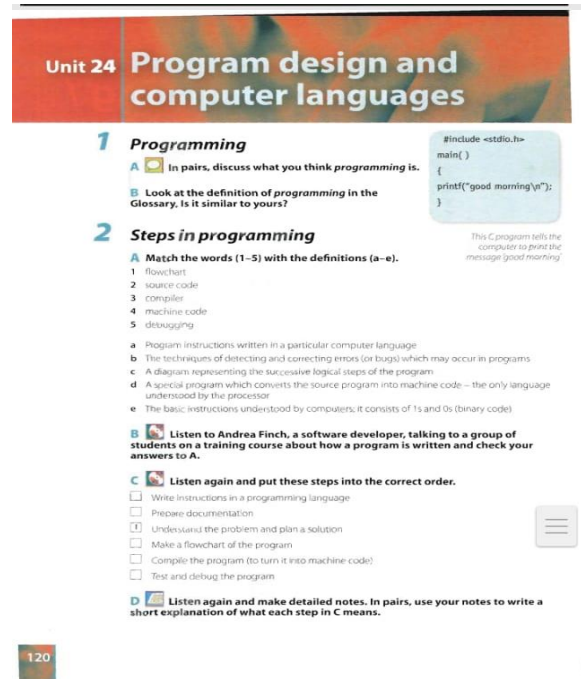 Unit 24 Program design and
computer languages
1 Programming
A In pairs, discuss what you think programming is.
B Look at the definition of programming in the
Glossary. Is it similar to yours?
#include <stdio.h>
main( )
{
printf("good morning\n");
}
This C program tells the
computer to print the
message 'good morning'
2 Steps in programming
A Match the words (1–5) with the definitions (a–e).
1 flowchart
2 source code
3 compiler
4 machine code
5 debugging
a Program instructions written in a particular computer language
b The techniques of detecting and correcting errors (or bugs) which may occur in programs
c A diagram representing the successive logical steps of the program
d A special program which converts the source program into machine code – the only language
understood by the processor
e The basic instructions understood by computers; it consists of 1s and 0s (binary code)
B Listen to Andrea Finch, a software developer, talking to a group of
students on a training course about how a program is written and check your
answers to A.
C Listen again and put these steps into the correct order.
Write instructions in a programming language
Prepare documentation
1 Understand the problem and plan a solution
Make a flowchart of the program
Compile the program (to turn it into machine code)
Test and debug the program
D Listen again and make detailed notes. In pairs, use your notes to write a
short explanation of what each step in C means.
120